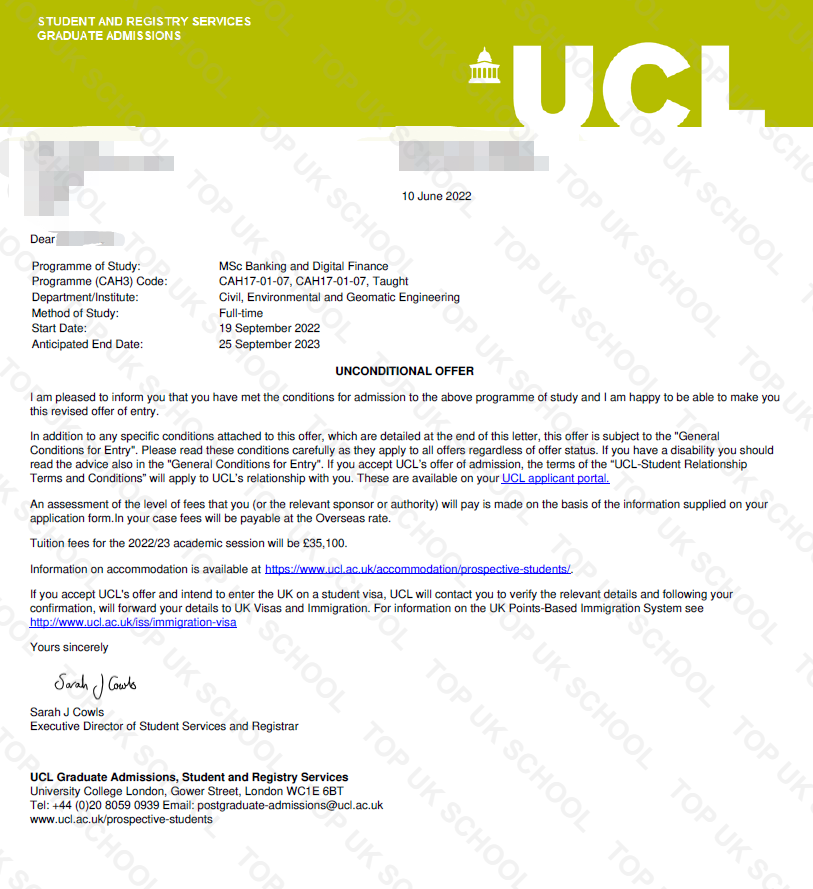 STUDENT AND REGISTRY SERVICES
GRADUATE ADMISSIONS
UCL
10 June 2022
Dear
Programme of Study: MSc Banking and Digital Finance
Programme (CAH3) Code: CAH17-01-07, CAH17-01-07, Taught
Department/Institute: Civil, Environmental and Geomatic Engineering
Method of Study: Full-time
Start Date: 19 September 2022
Anticipated End Date: 25 September 2023
UNCONDITIONAL OFFER
I am pleased to inform you that you have met the conditions for admission to the above programme of study and I am happy to be able to make you
this revised offer of entry.
In addition to any specific conditions attached to this offer, which are detailed at the end of this letter, this offer is subject to the "General
Conditions for Entry". Please read these conditions carefully as they apply to all offers regardless of offer status. If you have a disability you should
read the advice also in the "General Conditions for Entry". If you accept UCL's offer of admission, the terms of the “UCL-Student Relationship
Terms and Conditions” will apply to UCL's relationship with you. These are available on your UCL applicant portal.
An assessment of the level of fees that you (or the relevant sponsor or authority) will pay is made on the basis of the information supplied on your
application form.In your case fees will be payable at the Overseas rate.
Tuition fees for the 2022/23 academic session will be £35,100.
Information on accommodation is available at https://www.ucl.ac.uk/accommodation/prospective-students/.
If you accept UCL's offer and intend to enter the UK on a student visa, UCL will contact you to verify the relevant details and following your
confirmation, will forward your details to UK Visas and Immigration. For information on the UK Points-Based Immigration System see
http://www.ucl.ac.uk/iss/immigration-visa
Yours sincerely
Sarah J Cowls
Sarah J Cowls
Executive Director of Student Services and Registrar
UCL Graduate Admissions, Student and Registry Services
University College London, Gower Street, London WC1E 6BT
Tel: +44 (0)20 8059 0939 Email: postgraduate-admissions@ucl.ac.uk
www.ucl.ac.uk/prospective-students
TOP UK SCHOOL